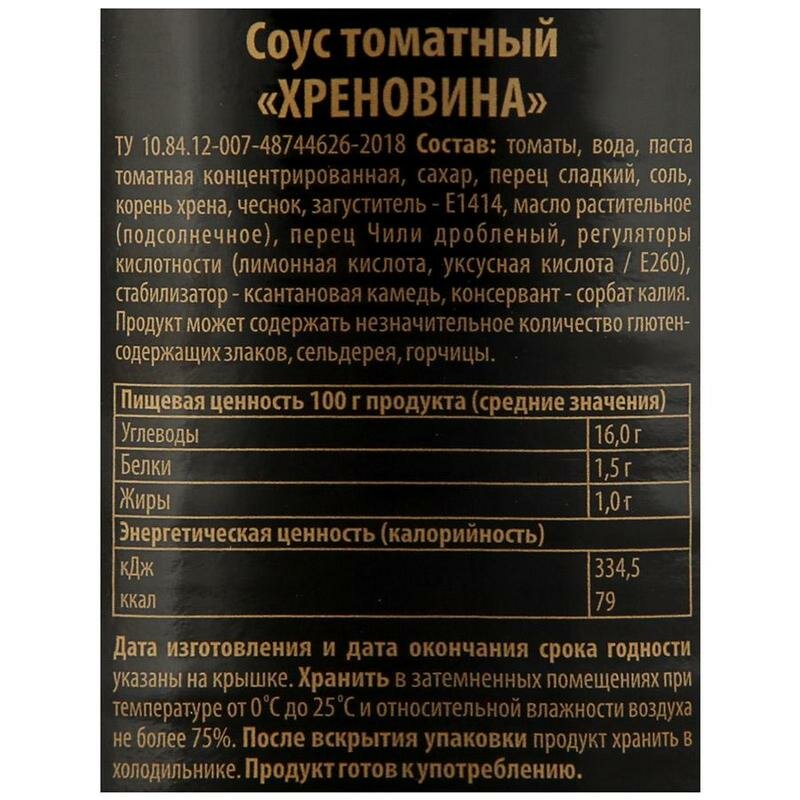 Соус томатный
«ХРЕНОВИНА»
ТУ 10.84.12-007-48744626-2018 Состав: томаты, вода, паста
томатная концентрированная, сахар, перец сладкий, соль,
корень хрена, чеснок, загуститель - Е1414, масло растительное
(подсолнечное), перец Чили дробленый, регуляторы
кислотности (лимонная кислота, уксусная кислота / Е260),
стабилизатор - ксантановая камедь, консервант - сорбат калия.
Продукт может содержать незначительное количество глютен-
содержащих злаков, сельдерея, горчицы.
Пищевая ценность 100 г продукта (средние значения)
Углеводы 16,0 г
Белки 1,5 г
Жиры 1,0 г
Энергетическая ценность (калорийность)
кДж 334,5
ккал 79
Дата изготовления и дата окончания срока годности
указаны на крышке. Хранить в затемненных помещениях при
температуре от 0°С до 25°С и относительной влажности воздуха
не более 75%. После вскрытия упаковки продукт хранить в
холодильнике. Продукт готов к употреблению.